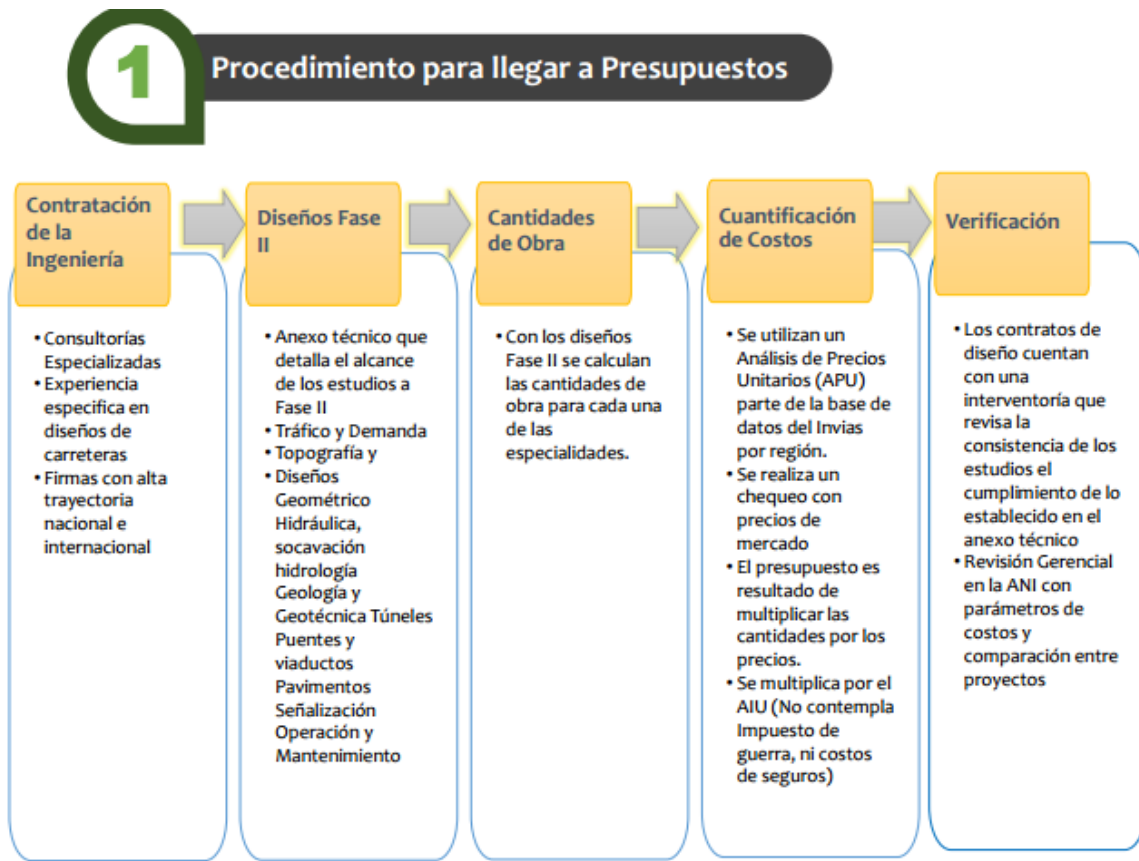 1
Procedimiento para llegar a Presupuestos
Contratación
de la
Ingeniería
• Consultorías
Especializadas
• Experiencia
especifica en
diseños de
carreteras
• Firmas con alta
trayectoria
nacional e
internacional
Diseños Fase
II
• Anexo técnico que
detalla el alcance
de los estudios a
Fase II
• Tráfico y Demanda
• Topografía y
• Diseños
Geométrico
Hidráulica,
socavación
hidrología
Geología y
Geotécnica Túneles
Puentes y
viaductos
Pavimentos
Señalización
Operación y
Mantenimiento
Cantidades
de Obra
• Con los diseños
Fase II se calculan
las cantidades de
obra para cada una
de las
especialidades.
Cuantificación
de Costos
• Se utilizan un
Análisis de Precios
Unitarios (APU)
parte de la base de
datos del Invias
por región.
• Se realiza un
chequeo con
precios de
mercado
• El presupuesto es
resultado de
multiplicar las
cantidades por los
precios.
• Se multiplica por el
AIU (No contempla
Impuesto de
guerra, ni costos
de seguros)
Verificación
• Los contratos de
diseño cuentan
con una
interventoría que
revisa la
consistencia de los
estudios el
cumplimiento de lo
establecido en el
anexo técnico
• Revisión Gerencial
en la ANI con
parámetros de
costos y
comparación entre
proyectos